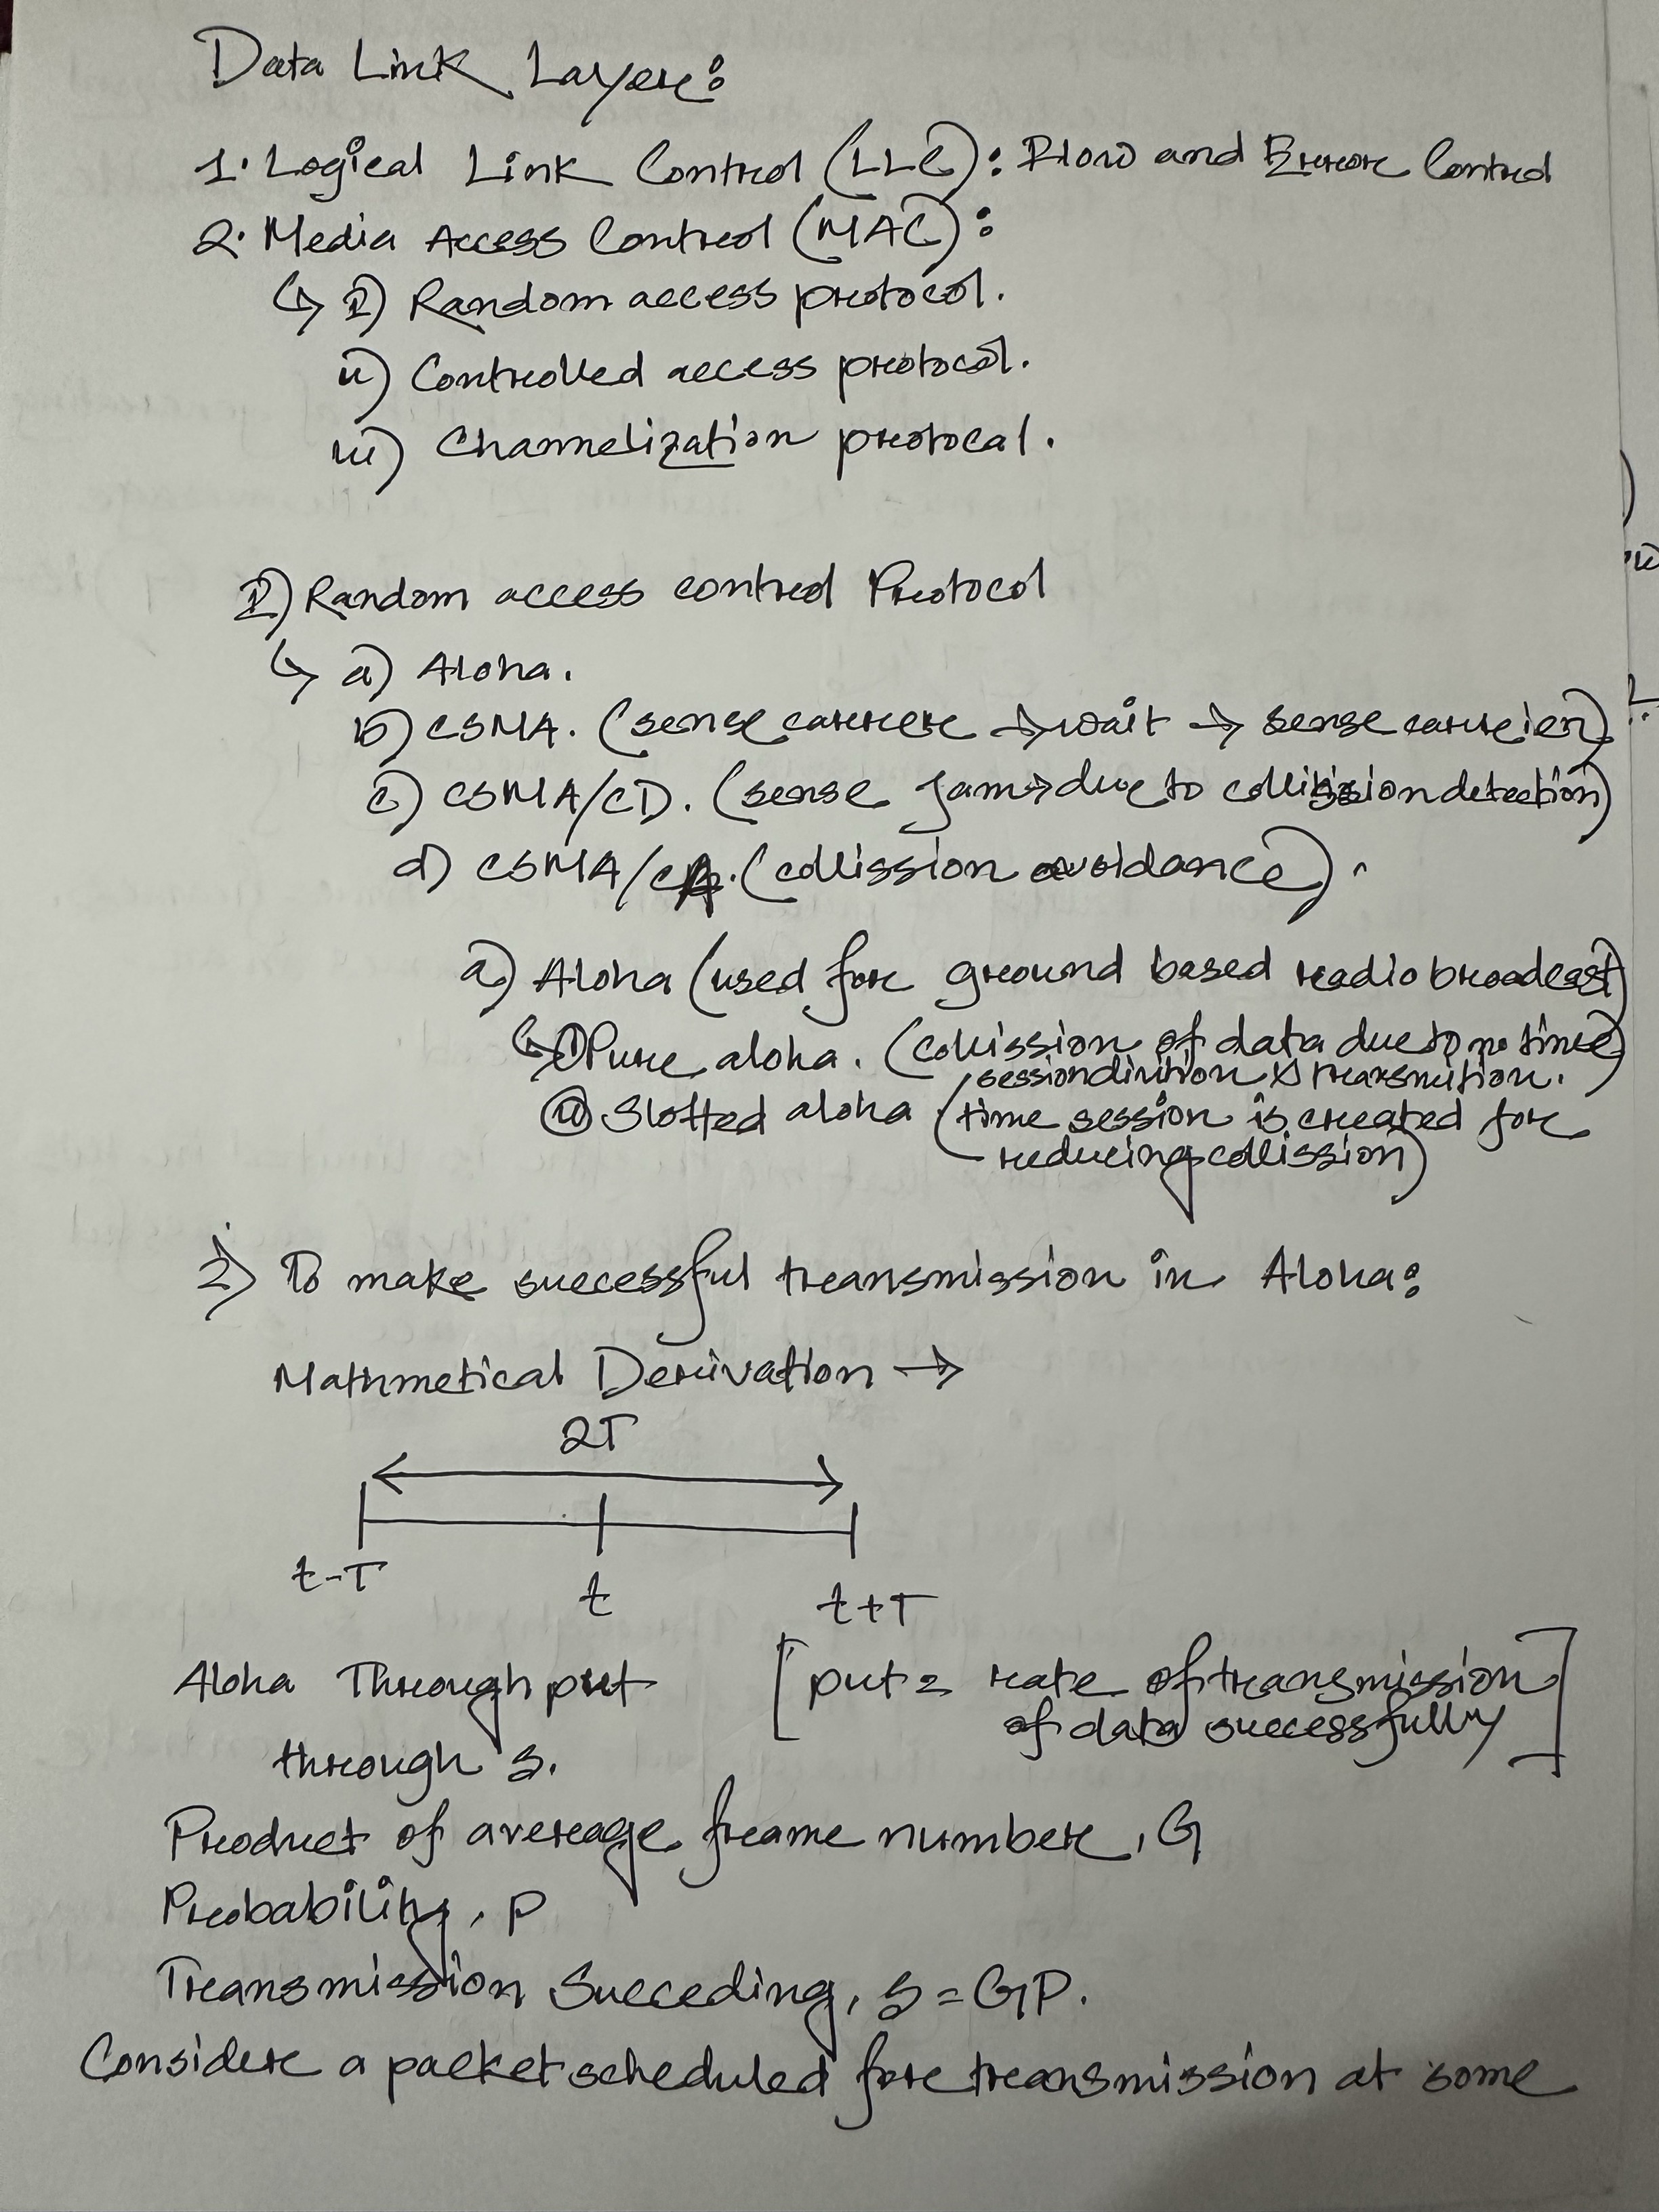 Data Link Layer:
1. Logical Link Control (LLC): Flow and Error Control
2. Media Access Control (MAC):
↳ i) Random access protocol.
ii) Controlled access protocol.
iii) Channelization protocal.
i) Random access control Protocol
↳ a) Aloha.
b) CSMA. (sense carrier → wait → sense carrier)
c) CSMA/CD. (sense jam → due to collission detection)
d) CSMA/CA. (collission avoidance).
a) Aloha (used for ground based radio broadcast)
↳ i) Pure aloha. (collission of data due to no time
session divition transmition.)
ii) Slotted aloha (time session is created for
reducing collission)
i) To make successful transmission in Aloha:
Mathmetical Derivation →
2T
t-T t t+T
Aloha Through put [put = rate of transmission
of data successfully]
through S.
Product of average frame number, G
Probability, P
Transmission Succeding, S = GP.
Consider a packet scheduled for transmission at some